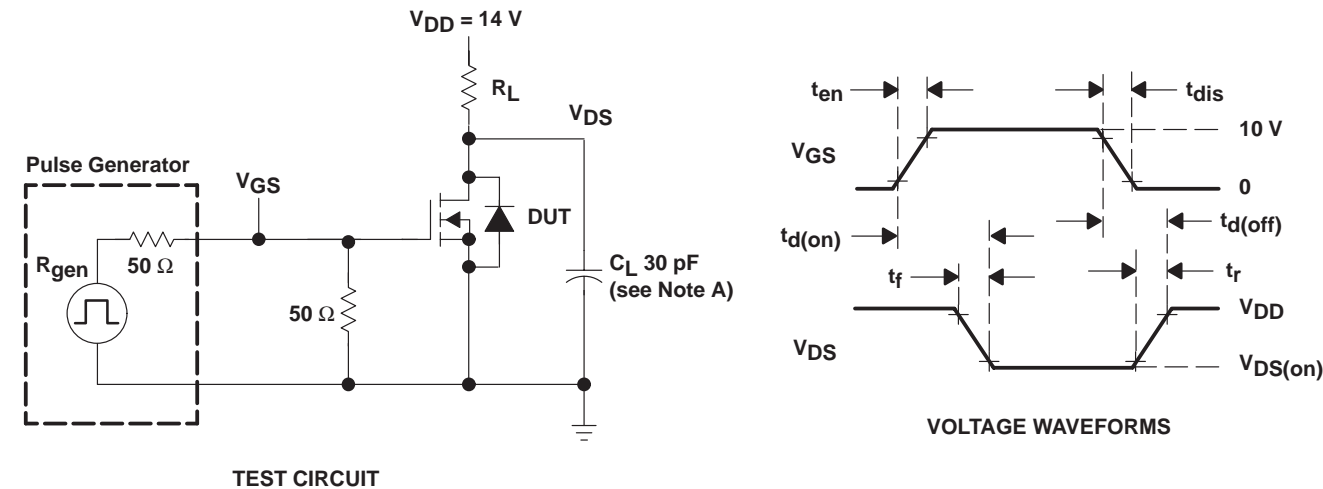 VDD = 14 V
RL
VDS
Pulse Generator
VGS
Rgen
50 Ω
50 Ω
DUT
CL 30 pF
(see Note A)
TEST CIRCUIT
ten
tdis
VGS
10 V
0
td(on)
td(off)
tf
tr
VDS
VDD
VDS(on)
VOLTAGE WAVEFORMS